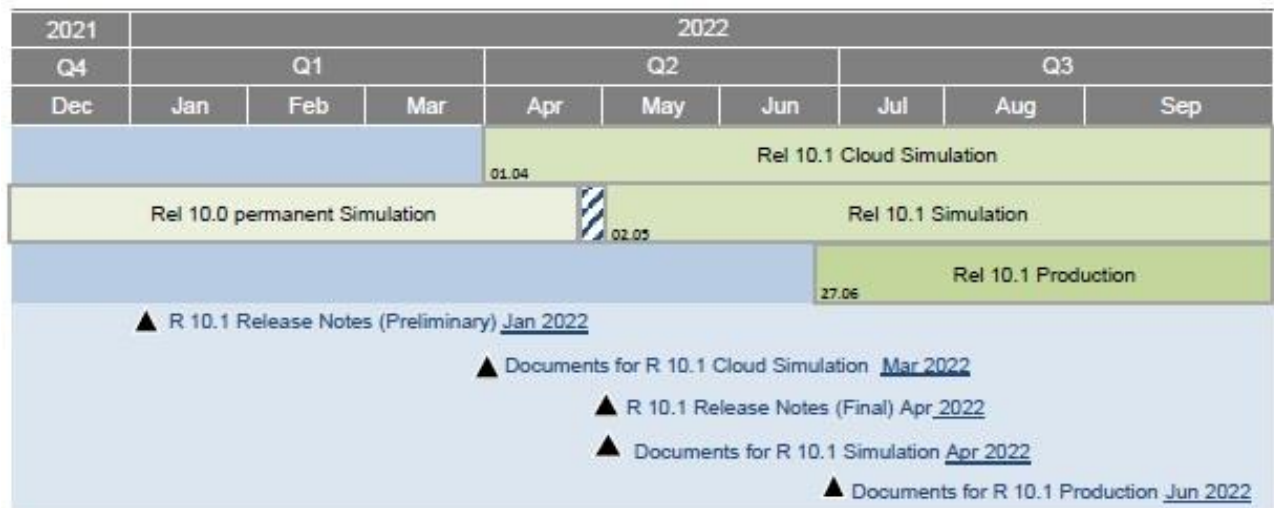 2021 2022
Q4 Q1 Q2 Q3
Dec Jan Feb Mar Apr May Jun Jul Aug Sep
Rel 10.1 Cloud Simulation
01.04
Rel 10.0 permanent Simulation Rel 10.1 Simulation
02.05
Rel 10.1 Production
27.06
R 10.1 Release Notes (Preliminary) Jan 2022
Documents for R 10.1 Cloud Simulation Mar 2022
R 10.1 Release Notes (Final) Apr 2022
Documents for R 10.1 Simulation Apr 2022
Documents for R 10.1 Production Jun 2022